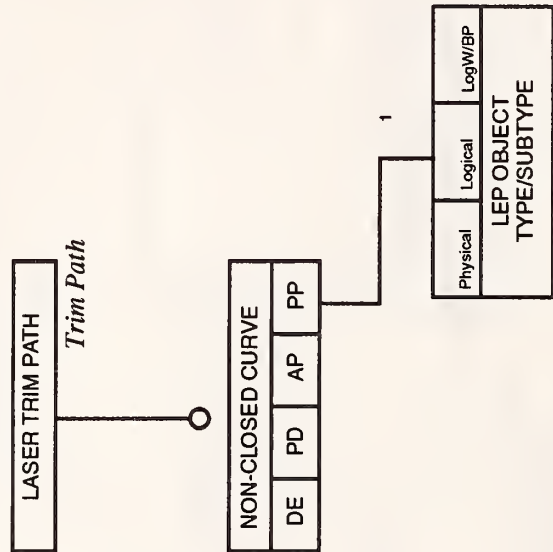 LASER TRIM PATH
Trim Path
NON-CLOSED CURVE
DE PD AP PP
1
Physical Logical LogW/BP
LEP OBJECT
TYPE/SUBTYPE